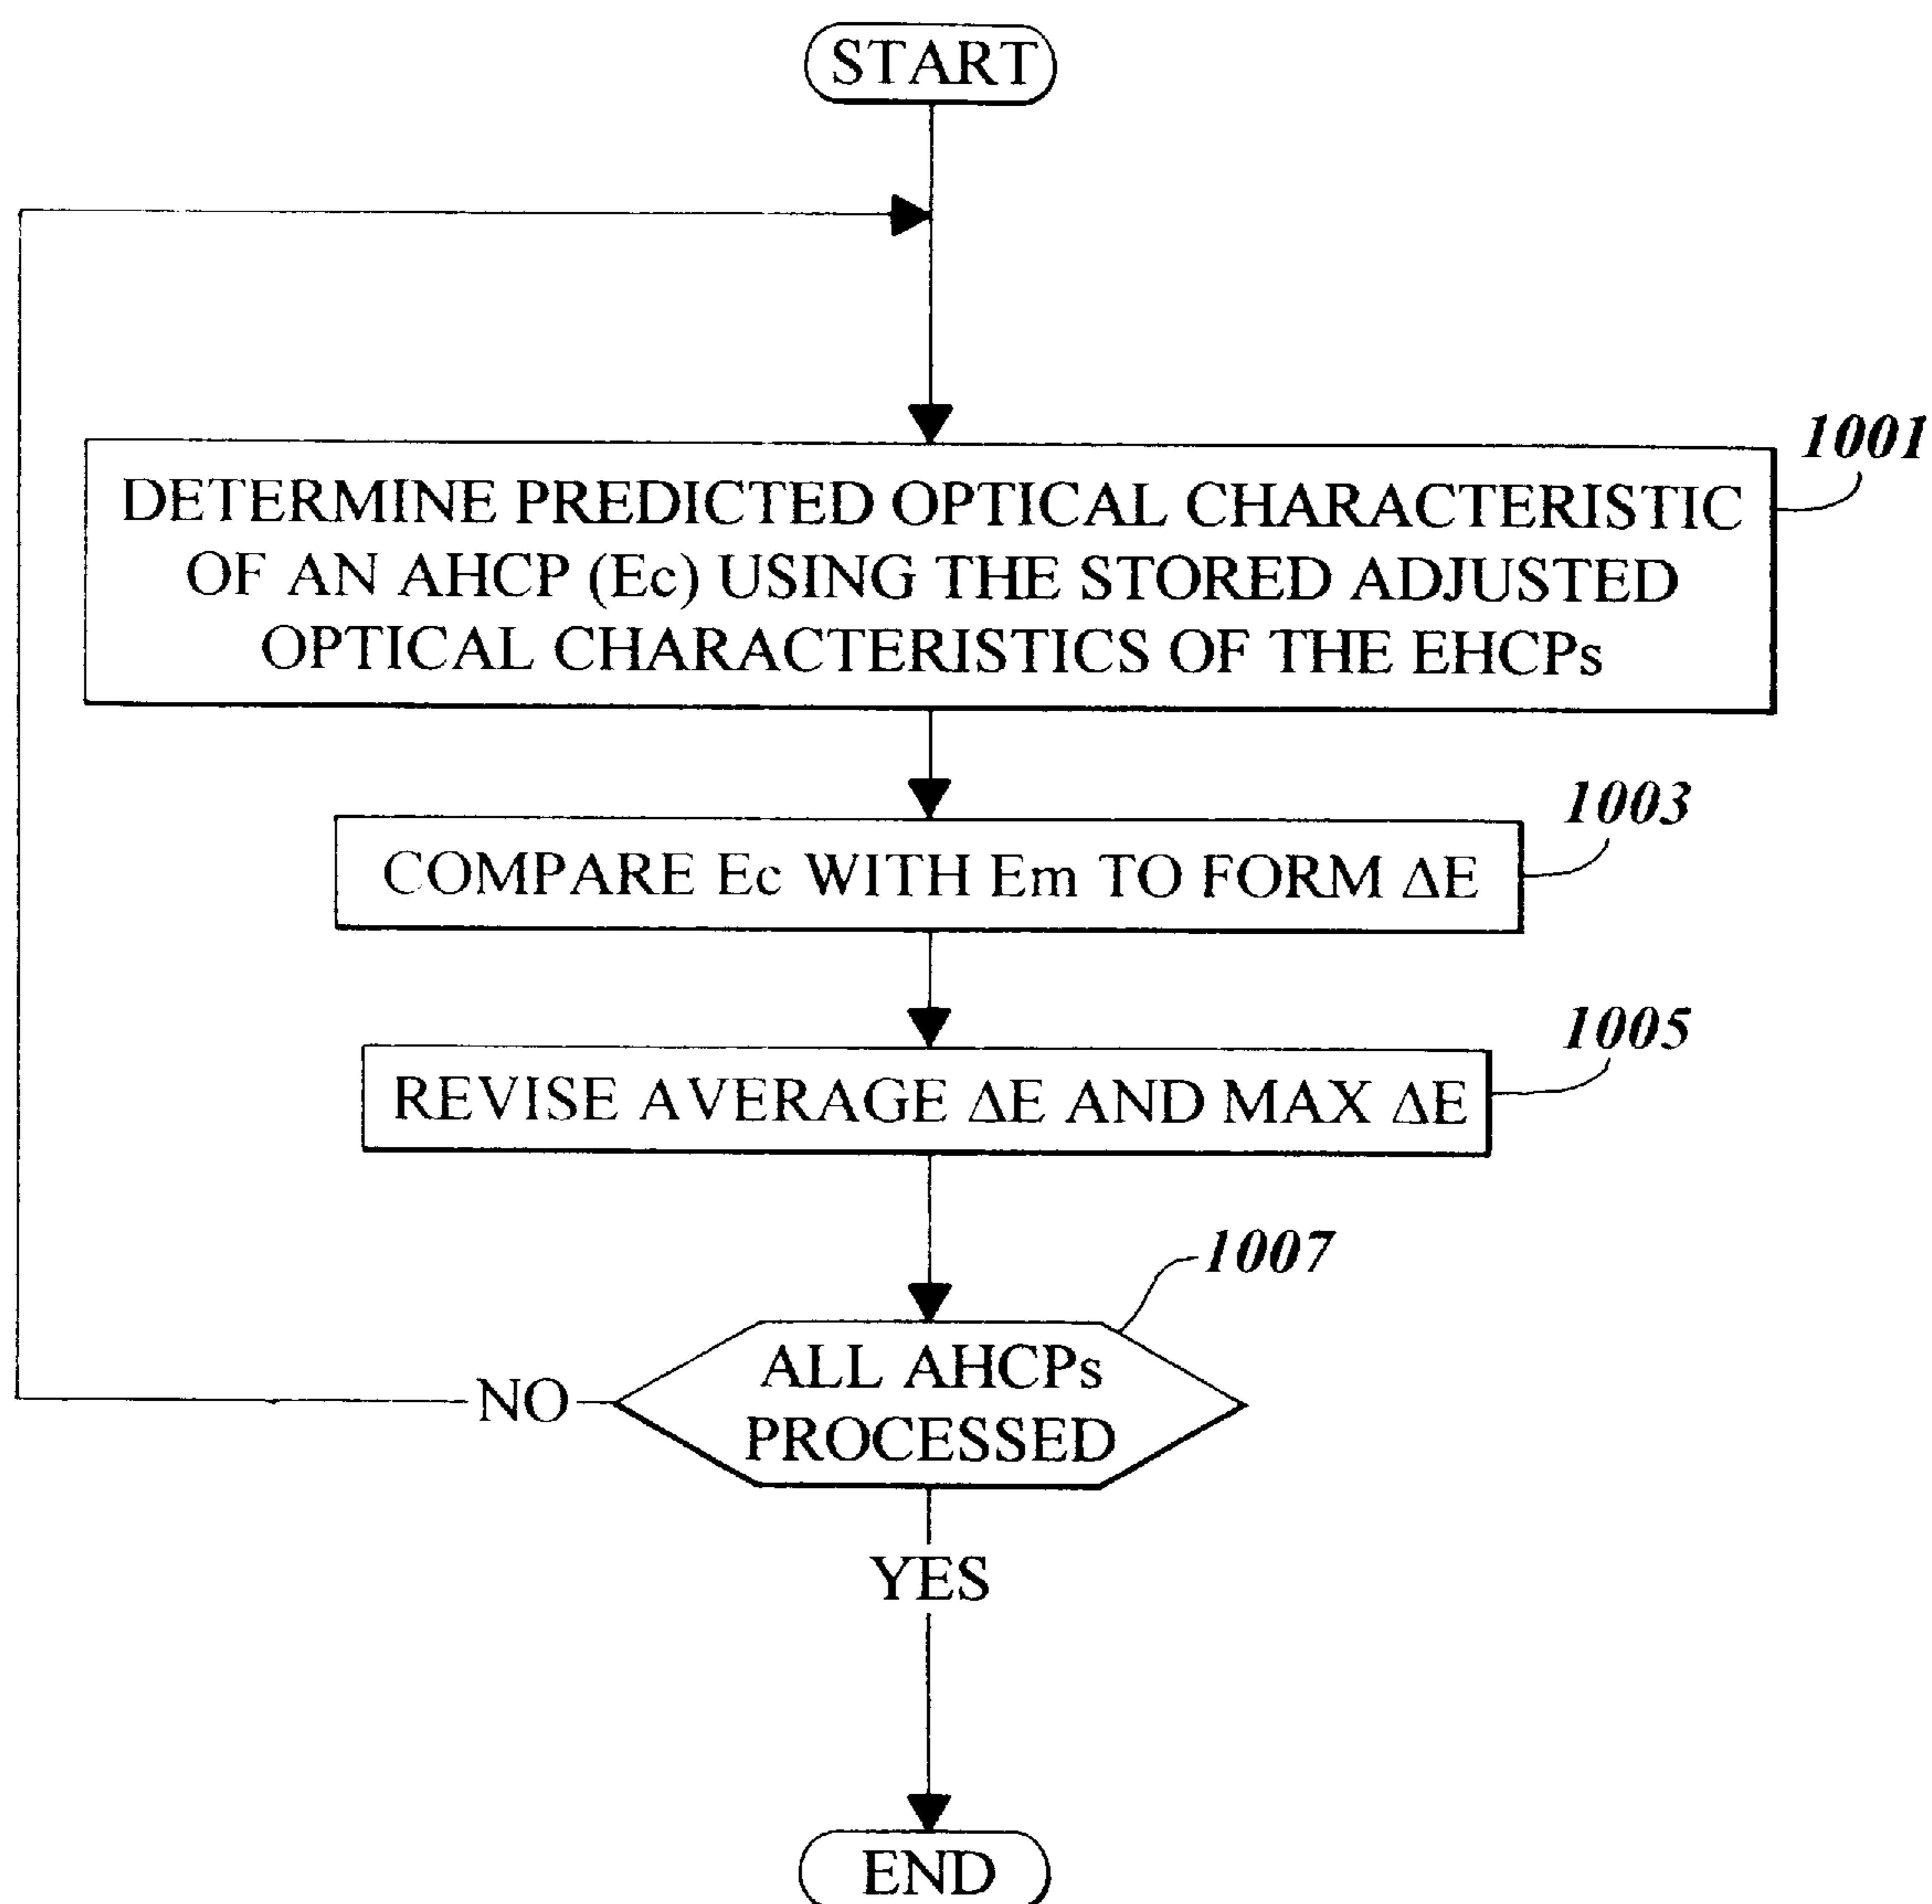 START
1001
DETERMINE PREDICTED OPTICAL CHARACTERISTIC
OF AN AHCP (Ec) USING THE STORED ADJUSTED
OPTICAL CHARACTERISTICS OF THE EHCPs
1003
COMPARE Ec WITH Em TO FORM ΔE
1005
REVISE AVERAGE ΔE AND MAX ΔE
1007
ALL AHCPs
PROCESSED
NO
YES
END